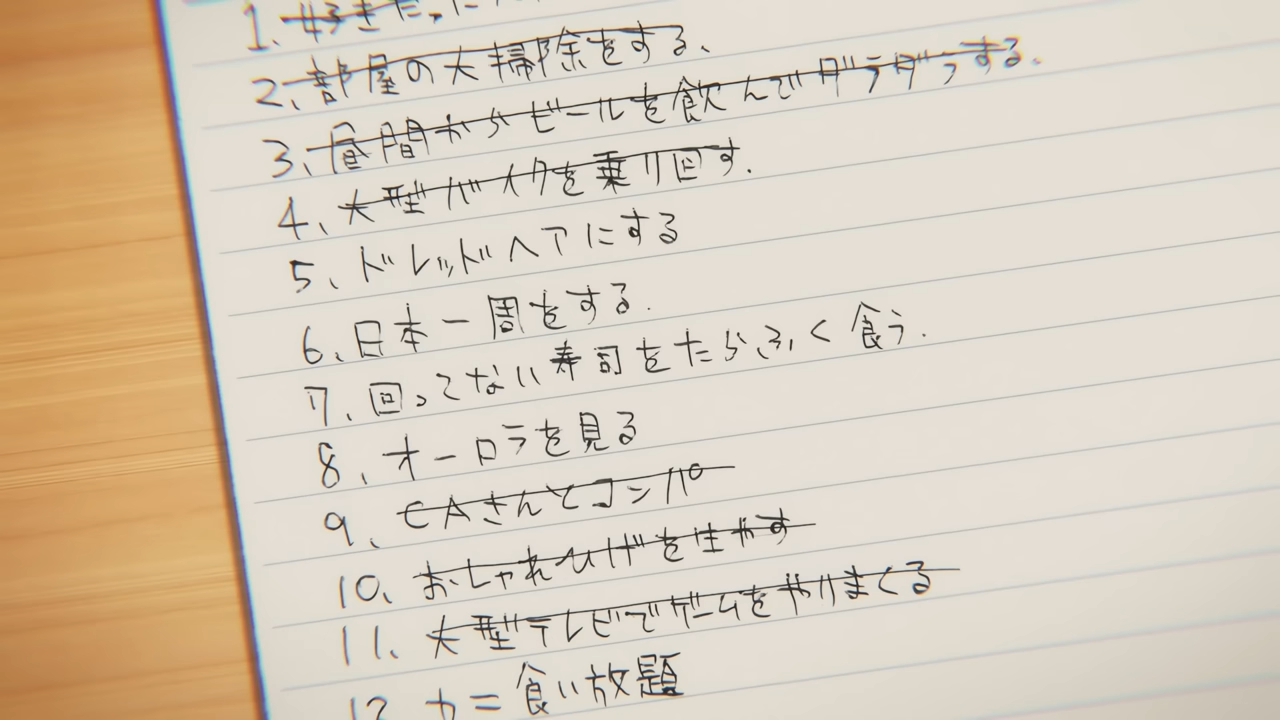 1、好きだった
2、部屋の大掃除をする、
3、昼間からビールを飲んでダラダラする、
4、大型バイクを乗り回す、
5、ドレッドヘアにする
6、日本一周をする、
7、回ってない寿司をたらふく食う、
8、オーロラを見る
9、CAさんとコンパ
10、おしゃれひげを生やす
11、大型テレビでゲームをやりまくる
12、カニ食い放題